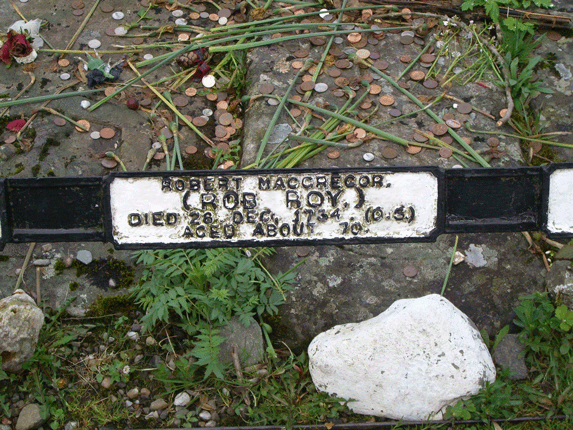 ROBERT MACGREGOR.
(ROB ROY.)
DIED 28 DEC. 1734. (O.S.)
AGED ABOUT 70.